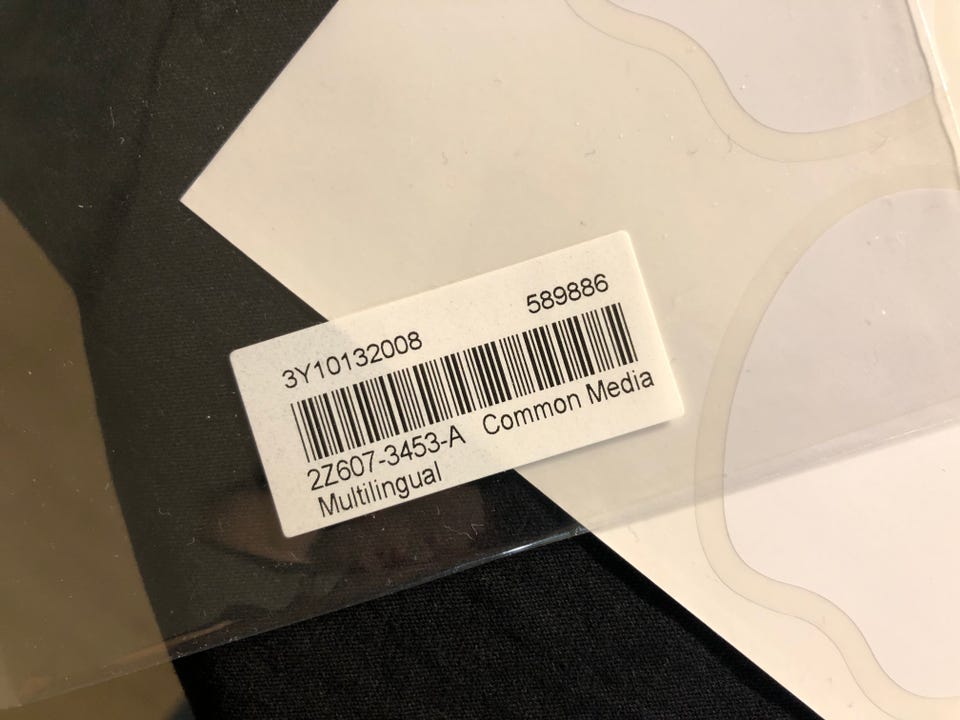 3Y10132008 589886
2Z607-3453-A Common Media
Multilingual